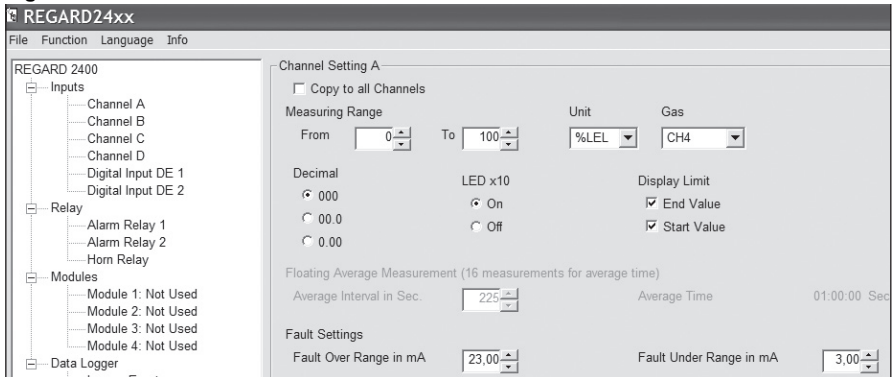 REGARD24xx
File Function Language Info
REGARD 2400
Inputs
Channel A
Channel B
Channel C
Channel D
Digital Input DE 1
Digital Input DE 2
Relay
Alarm Relay 1
Alarm Relay 2
Horn Relay
Modules
Module 1: Not Used
Module 2: Not Used
Module 3: Not Used
Module 4: Not Used
Data Logger
Channel Setting A
Copy to all Channels
Measuring Range Unit Gas
From 0 To 100 %LEL CH4
Decimal LED x10 Display Limit
000 On End Value
00.0 Off Start Value
0.00
Floating Average Measurement (16 measurements for average time)
Average Interval in Sec. 225 Average Time 01:00:00 Sec
Fault Settings
Fault Over Range in mA 23,00 Fault Under Range in mA 3,00